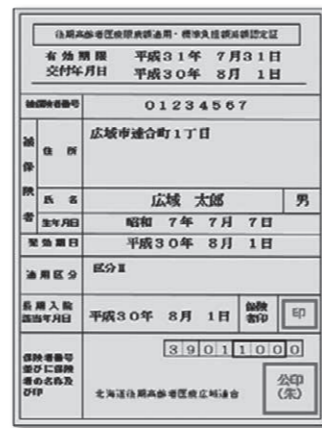 後期高齢者医療限度額適用・標準負担額減額認定証
有効期限 平成31年 7月31日
交付年月日 平成30年 8月 1日
被保険者番号 01234567
被保険者
住所 広域市連合町1丁目
氏名 広域 太郎 男
生年月日 昭和 7年 7月 7日
発効期日 平成30年 8月 1日
適用区分 区分Ⅱ
長期入院
該当年月日 平成30年 8月 1日 保険者印 印
保険者番号
並びに保険
者の名称及
び印
39011000
北海道後期高齢者医療広域連合
公印
(朱)